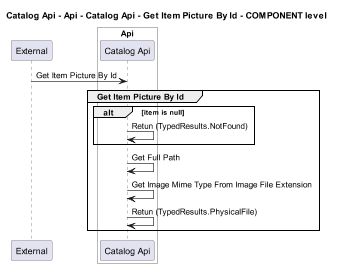 Catalog Api - Api - Catalog Api - Get Item Picture By Id - COMPONENT level
Api
External
Catalog Api
Get Item Picture By Id
Get Item Picture By Id
alt
[item is null]
Retun (TypedResults.NotFound)
Get Full Path
Get Image Mime Type From Image File Extension
Retun (TypedResults.PhysicalFile)
External
Catalog Api